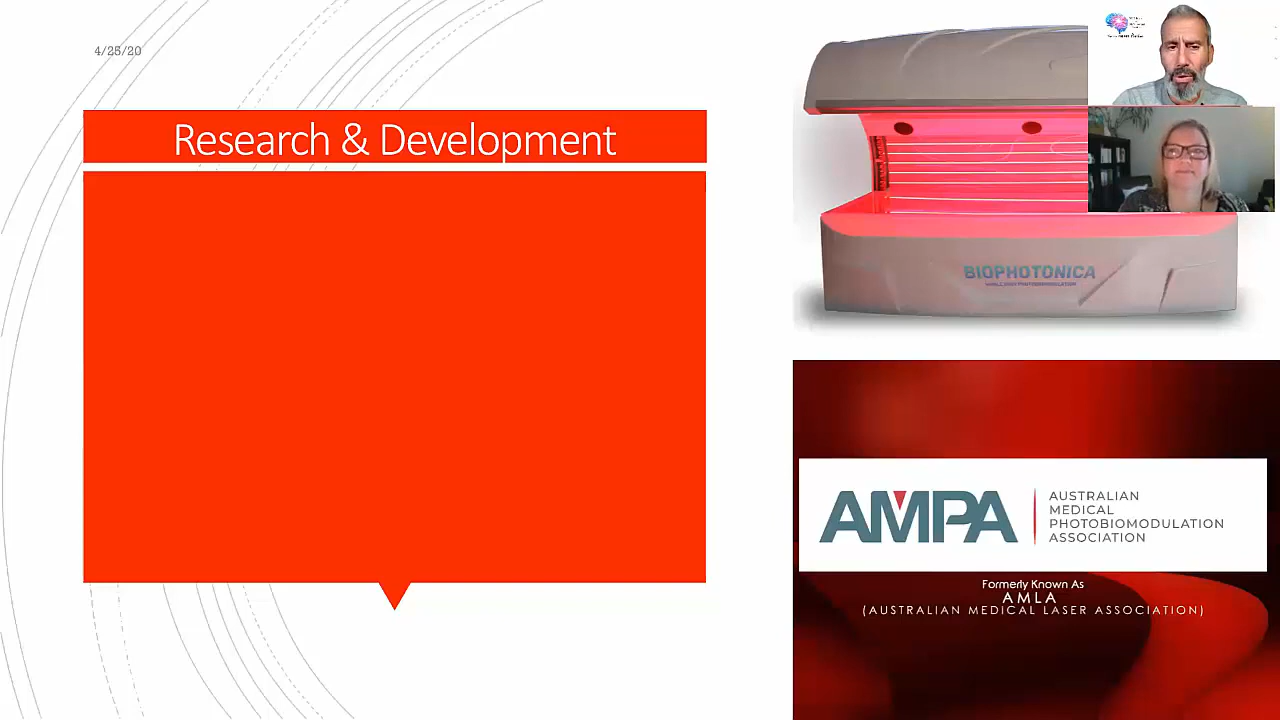 4/25/20
Research & Development
BIOPHOTONICA
AMPA
AUSTRALIAN
MEDICAL
PHOTOBIOMODULATION
ASSOCIATION
Formerly Known As
AMLA
(AUSTRALIAN MEDICAL LASER ASSOCIATION)